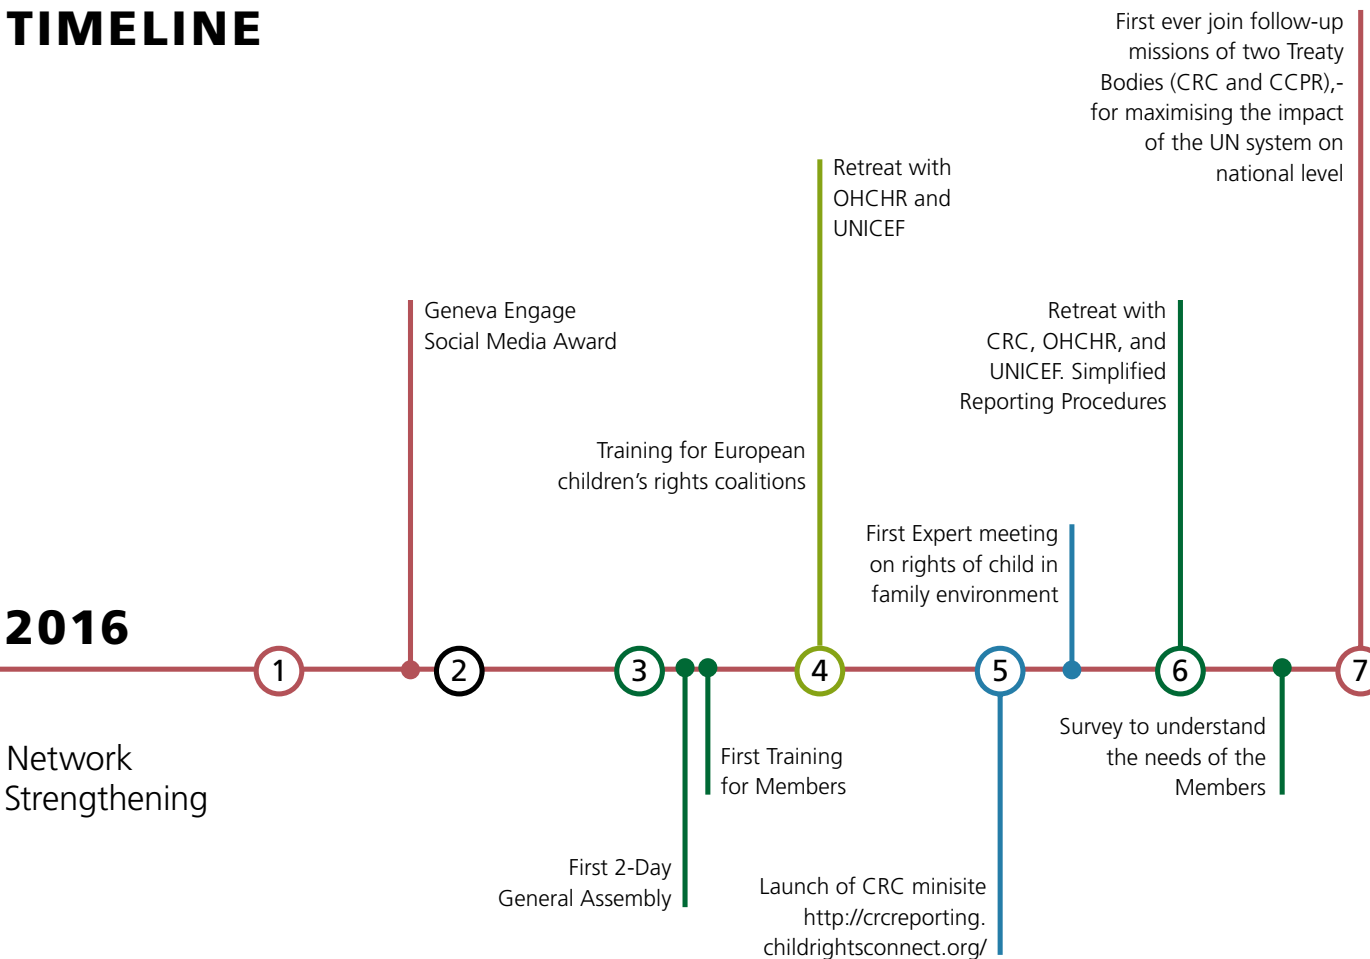 TIMELINE
First ever join follow-up
missions of two Treaty
Bodies (CRC and CCPR),-
for maximising the impact
of the UN system on
national level
Retreat with
OHCHR and
UNICEF
Geneva Engage
Social Media Award
Retreat with
CRC, OHCHR, and
UNICEF. Simplified
Reporting Procedures
Training for European
children’s rights coalitions
First Expert meeting
on rights of child in
family environment
2016
1
2
3
4
5
6
7
Network
Strengthening
First Training
for Members
Survey to understand
the needs of the
Members
First 2-Day
General Assembly
Launch of CRC minisite
http://crcreporting.
childrightsconnect.org/